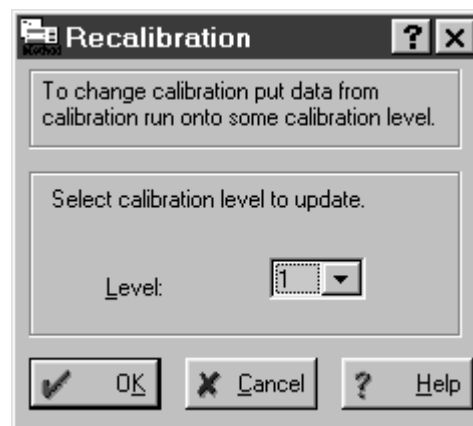 Method
Recalibration
? ×
To change calibration put data from
calibration run onto some calibration level.
Select calibration level to update.
Level: 1
OK Cancel ? Help